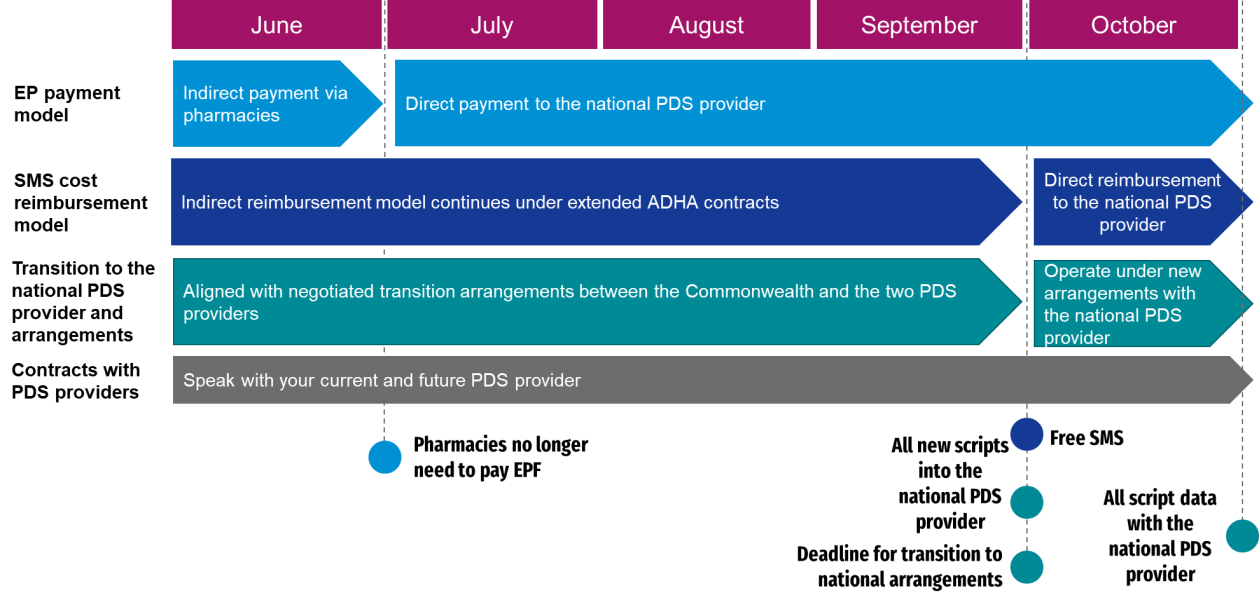 June
July
August
September
October
EP payment
model
Indirect payment via
pharmacies
Direct payment to the national PDS provider
SMS cost
reimbursement
model
Indirect reimbursement model continues under extended ADHA contracts
Direct reimbursement
to the national PDS
provider
Transition to the
national PDS
provider and
arrangements
Aligned with negotiated transition arrangements between the Commonwealth and the two PDS
providers
Operate under new
arrangements with
the national PDS
provider
Contracts with
PDS providers
Speak with your current and future PDS provider
Pharmacies no longer
need to pay EPF
Free SMS
All new scripts
into the
national PDS
provider
Deadline for transition to
national arrangements
All script data
with the
national PDS
provider